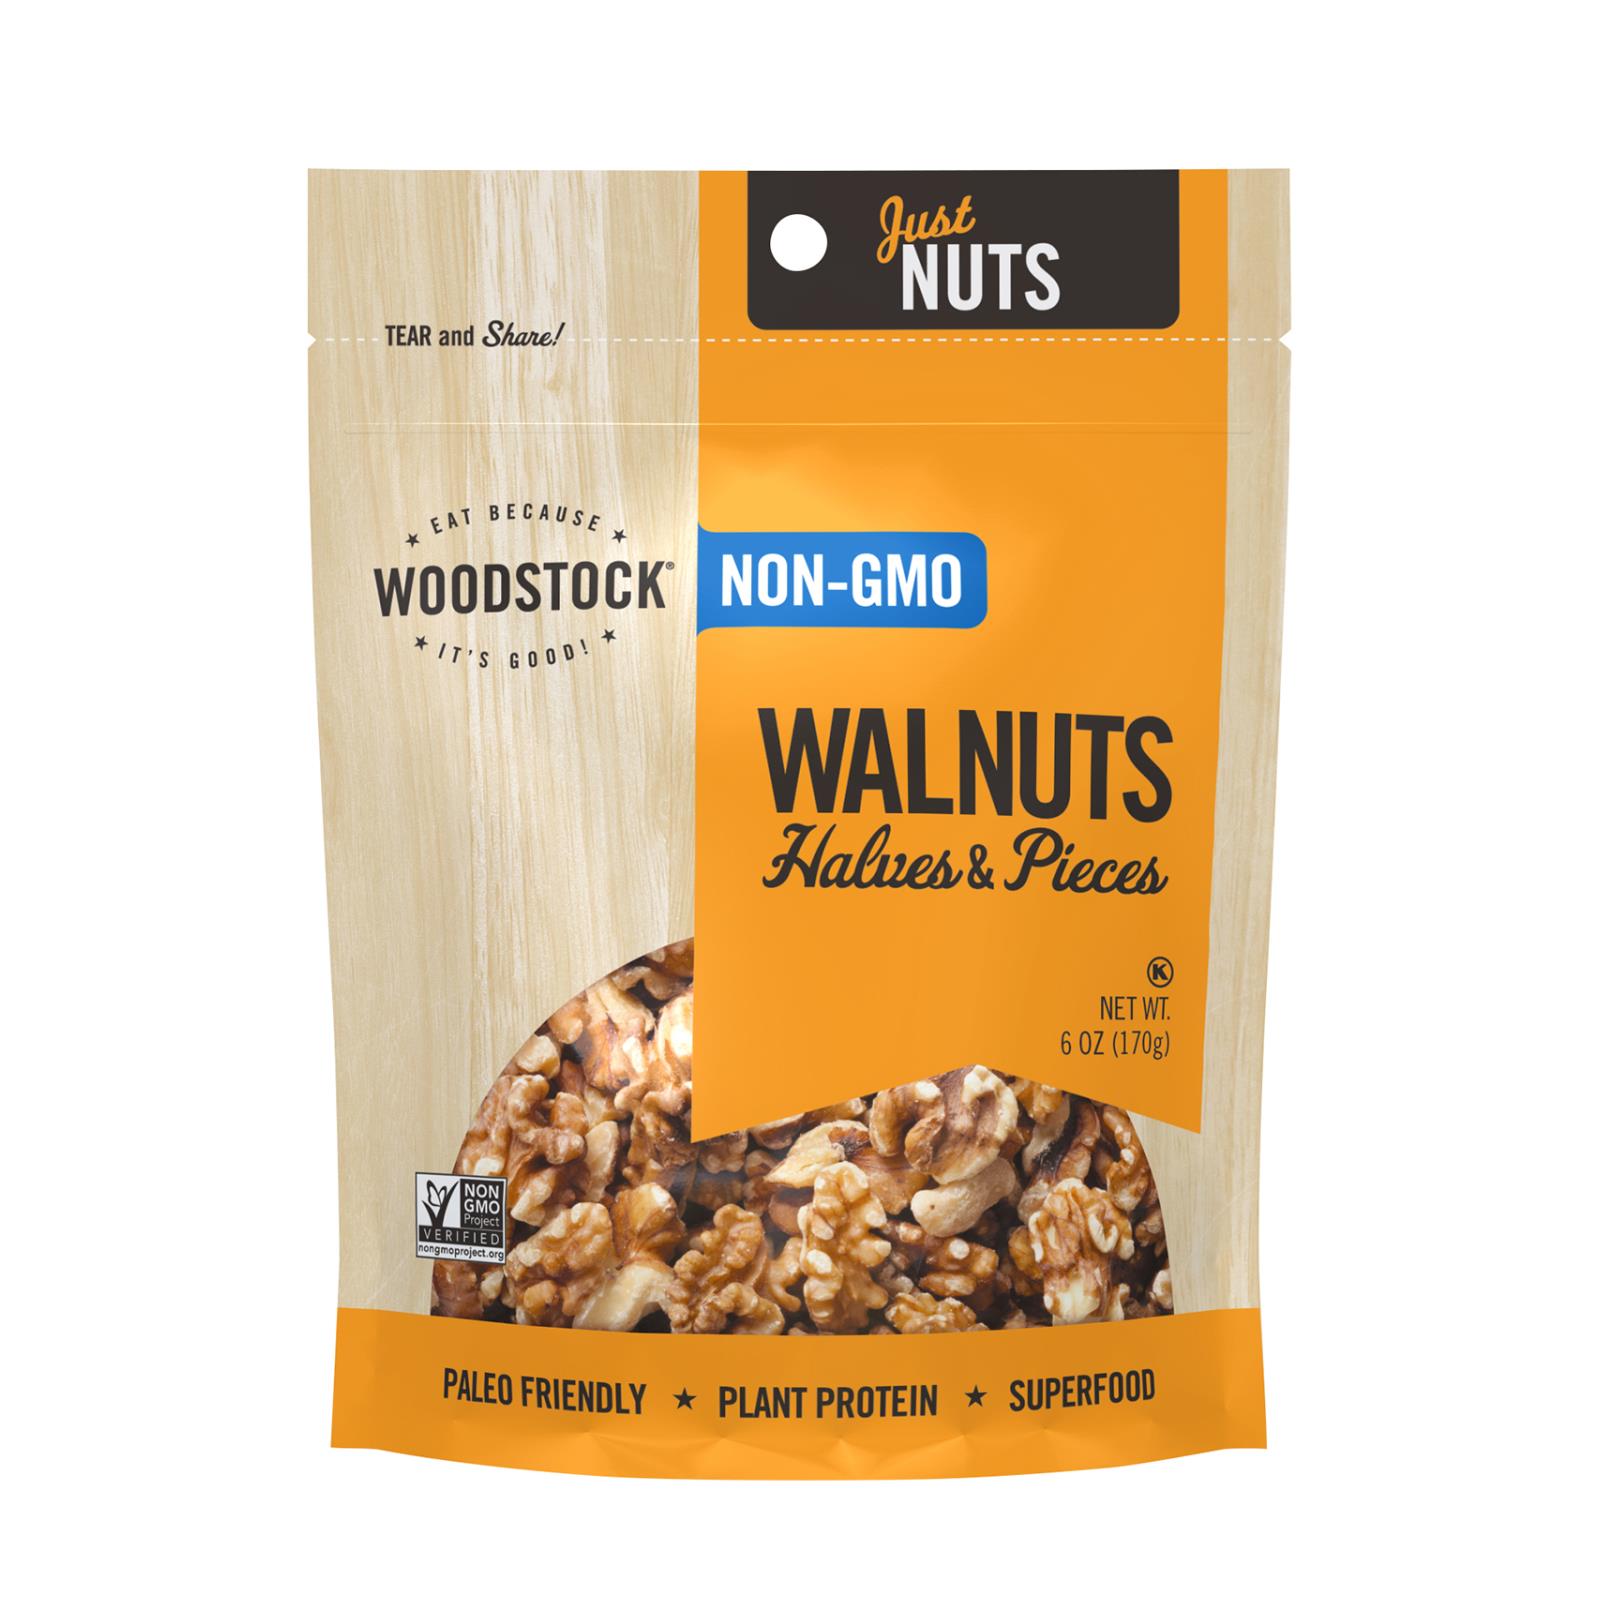 Just
NUTS
TEAR and Share!
EAT BECAUSE
WOODSTOCK®
IT'S GOOD!
NON-GMO
WALNUTS
Halves & Pieces
K
NET WT.
6 OZ (170g)
NON
GMO
Project
VERIFIED
nongmoproject.org
PALEO FRIENDLY ★ PLANT PROTEIN ★ SUPERFOOD